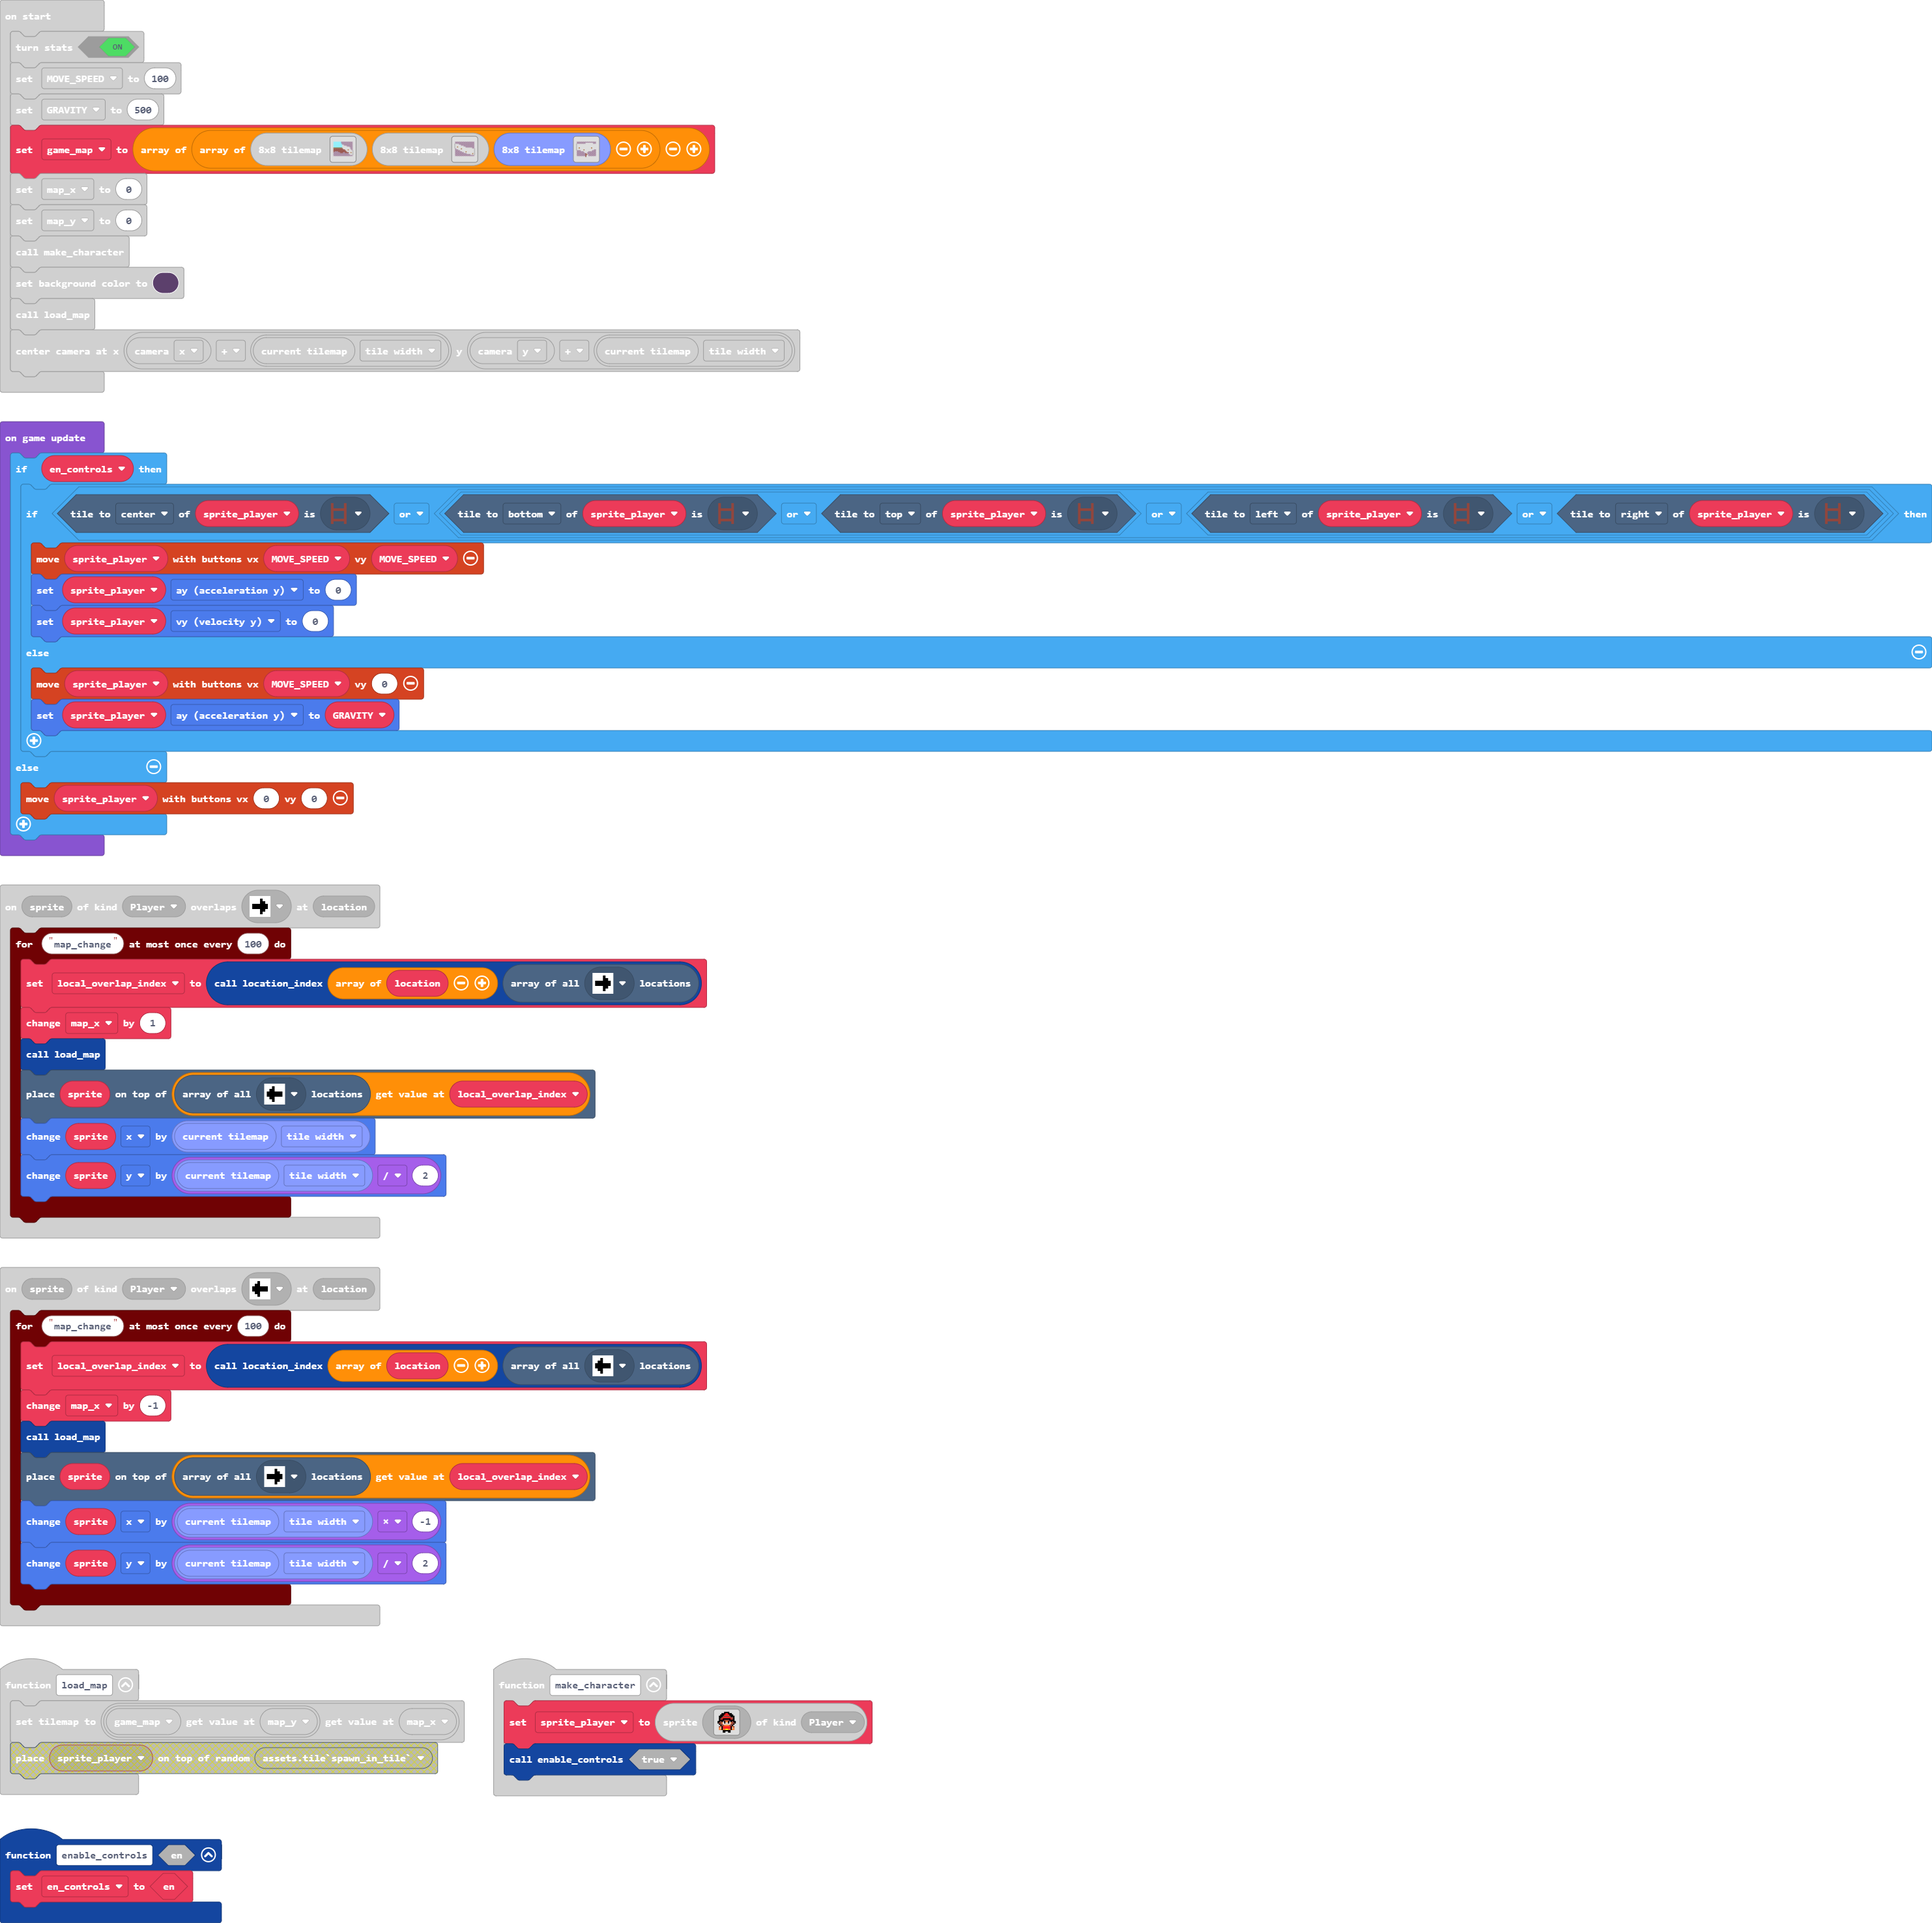 on start
turn stats ON
set MOVE_SPEED to 100
set GRAVITY to 500
set game_map to array of array of 8x8 tilemap 8x8 tilemap 8x8 tilemap
set map_x to 0
set map_y to 0
call make_character
set background color to
call load_map
center camera at x camera x + current tilemap tile width y camera y + current tilemap tile width
on game update
if en_controls then
if tile to center of sprite_player is or tile to bottom of sprite_player is or tile to top of sprite_player is or tile to left of sprite_player is or tile to right of sprite_player is then
move sprite_player with buttons vx MOVE_SPEED vy MOVE_SPEED
set sprite_player ay (acceleration y) to 0
set sprite_player vy (velocity y) to 0
else
move sprite_player with buttons vx MOVE_SPEED vy 0
set sprite_player ay (acceleration y) to GRAVITY
else
move sprite_player with buttons vx 0 vy 0
on sprite of kind Player overlaps at location
for "map_change" at most once every 100 do
set local_overlap_index to call location_index array of location array of all locations
change map_x by 1
call load_map
place sprite on top of array of all locations get value at local_overlap_index
change sprite x by current tilemap tile width
change sprite y by current tilemap tile width / 2
on sprite of kind Player overlaps at location
for "map_change" at most once every 100 do
set local_overlap_index to call location_index array of location array of all locations
change map_x by -1
call load_map
place sprite on top of array of all locations get value at local_overlap_index
change sprite x by current tilemap tile width × -1
change sprite y by current tilemap tile width / 2
function load_map
set tilemap to game_map get value at map_y get value at map_x
place sprite_player on top of random assets.tile`spawn_in_tile`
function make_character
set sprite_player to sprite of kind Player
call enable_controls true
function enable_controls en
set en_controls to en